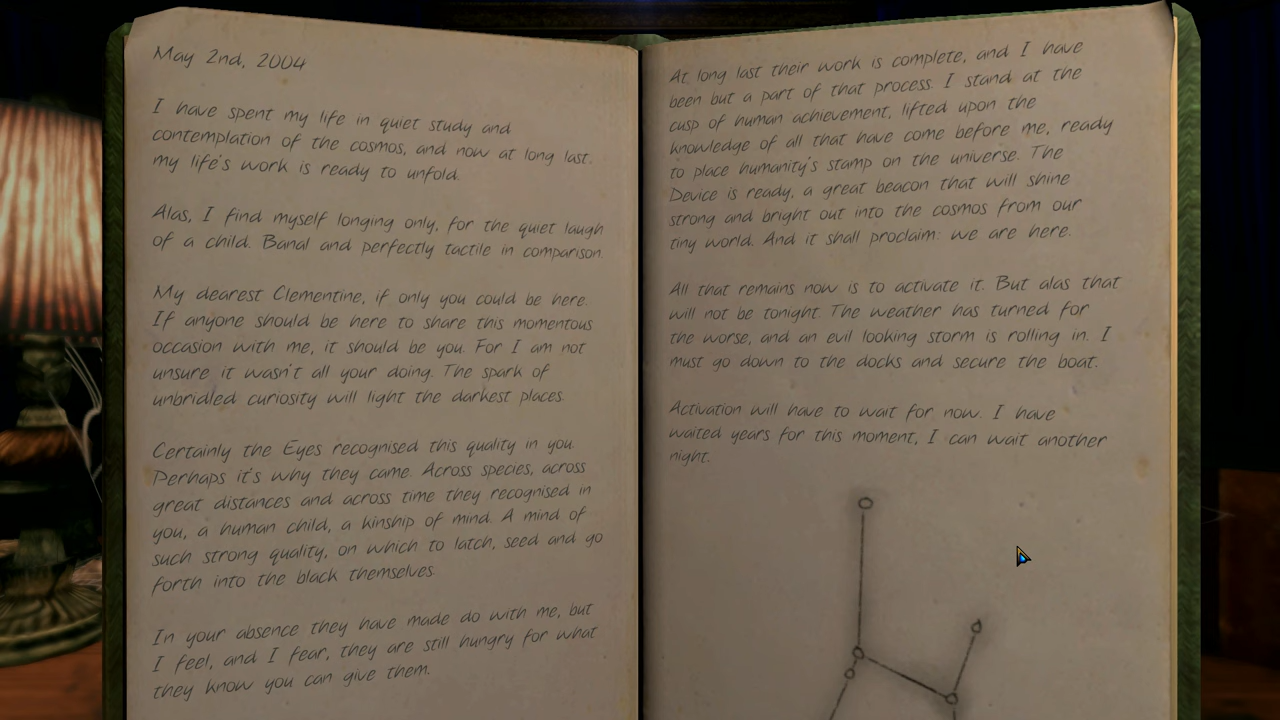 May 2nd, 2004
I have spent my life in quiet study and
contemplation of the cosmos, and now at long last.
my life's work is ready to unfold.
Alas, I find myself longing only, for the quiet laugh
of a child. Banal and perfectly tactile in comparison.
My dearest Clementine, if only you could be here.
If anyone should be here to share this momentous
occasion with me, it should be you. For I am not
unsure it wasn't all your doing. The spark of
unbridled curiosity will light the darkest places.
Certainly the Eyes recognised this quality in you.
Perhaps it's why they came. Across species, across
great distances and across time they recognised in
you, a human child, a kinship of mind. A mind of
such strong quality, on which to latch, seed and go
forth into the black themselves.
In your absence they have made do with me, but
I feel, and I fear, they are still hungry for what
they know you can give them.
At long last their work is complete, and I have
been but a part of that process. I stand at the
cusp of human achievement, lifted upon the
knowledge of all that have come before me, ready
to place humanity's stamp on the universe. The
Device is ready, a great beacon that will shine
strong and bright out into the cosmos from our
tiny world. And it shall proclaim: we are here.
All that remains now is to activate it. But alas that
will not be tonight. The weather has turned for
the worse, and an evil looking storm is rolling in. I
must go down to the docks and secure the boat.
Activation will have to wait for now. I have
waited years for this moment, I can wait another
night.